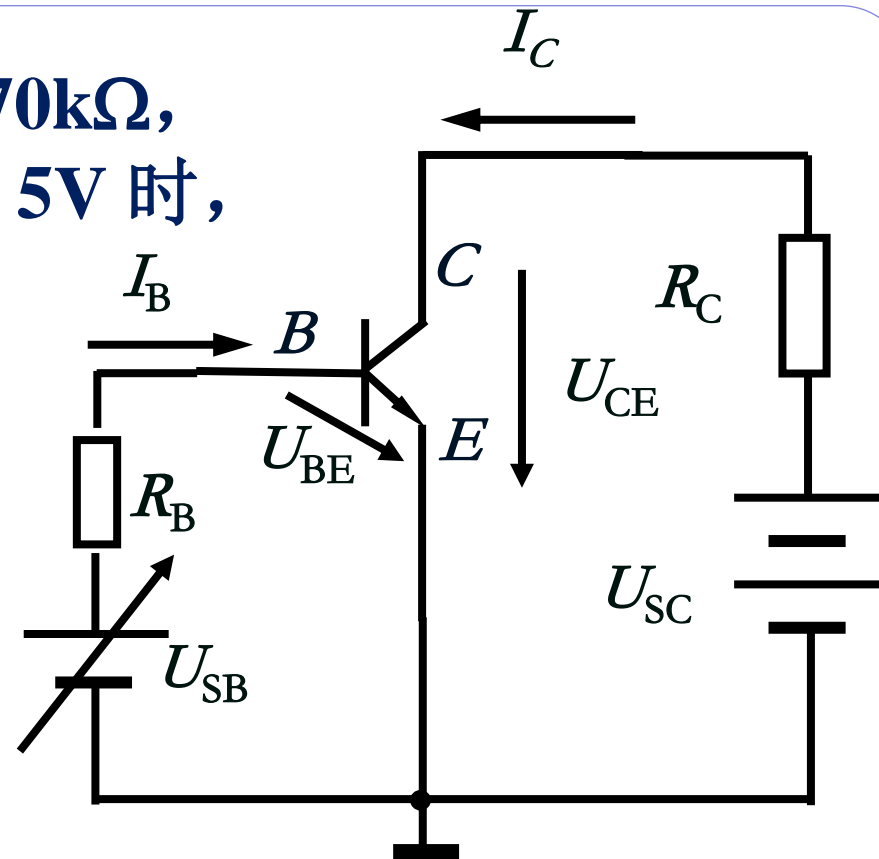 I_C
70kΩ,
5V 时,
I_B
B
C
R_C
U_CE
U_BE
E
R_B
U_SC
U_SB